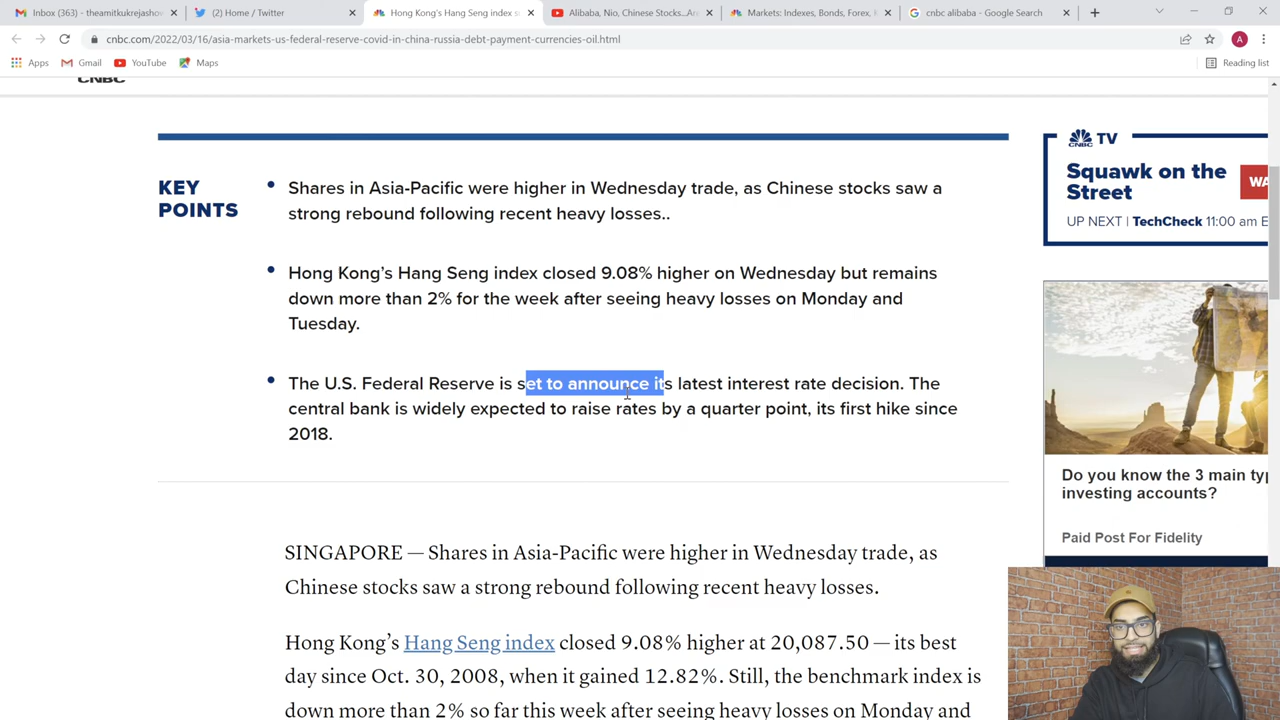 Inbox (363) - theamitkukrejashow
(2) Home / Twitter
Hong Kong's Hang Seng index s
Alibaba, Nio, Chinese Stocks...Ar
Markets: Indexes, Bonds, Forex,
cnbc alibaba - Google Search
cnbc.com/2022/03/16/asia-markets-us-federal-reserve-covid-in-china-russia-debt-payment-currencies-oil.html
A
Apps
Gmail
YouTube
Maps
Reading list
CNBC
KEY
POINTS
Shares in Asia-Pacific were higher in Wednesday trade, as Chinese stocks saw a
strong rebound following recent heavy losses..
Hong Kong's Hang Seng index closed 9.08% higher on Wednesday but remains
down more than 2% for the week after seeing heavy losses on Monday and
Tuesday.
The U.S. Federal Reserve is set to announce its latest interest rate decision. The
central bank is widely expected to raise rates by a quarter point, its first hike since
2018.
SINGAPORE — Shares in Asia-Pacific were higher in Wednesday trade, as
Chinese stocks saw a strong rebound following recent heavy losses.
Hong Kong's Hang Seng index closed 9.08% higher at 20,087.50 — its best
day since Oct. 30, 2008, when it gained 12.82%. Still, the benchmark index is
down more than 2% so far this week after seeing heavy losses on Monday and
CNBC TV
Squawk on the
Street
WA
UP NEXT | TechCheck 11:00 am E
Do you know the 3 main typ
investing accounts?
Paid Post For Fidelity